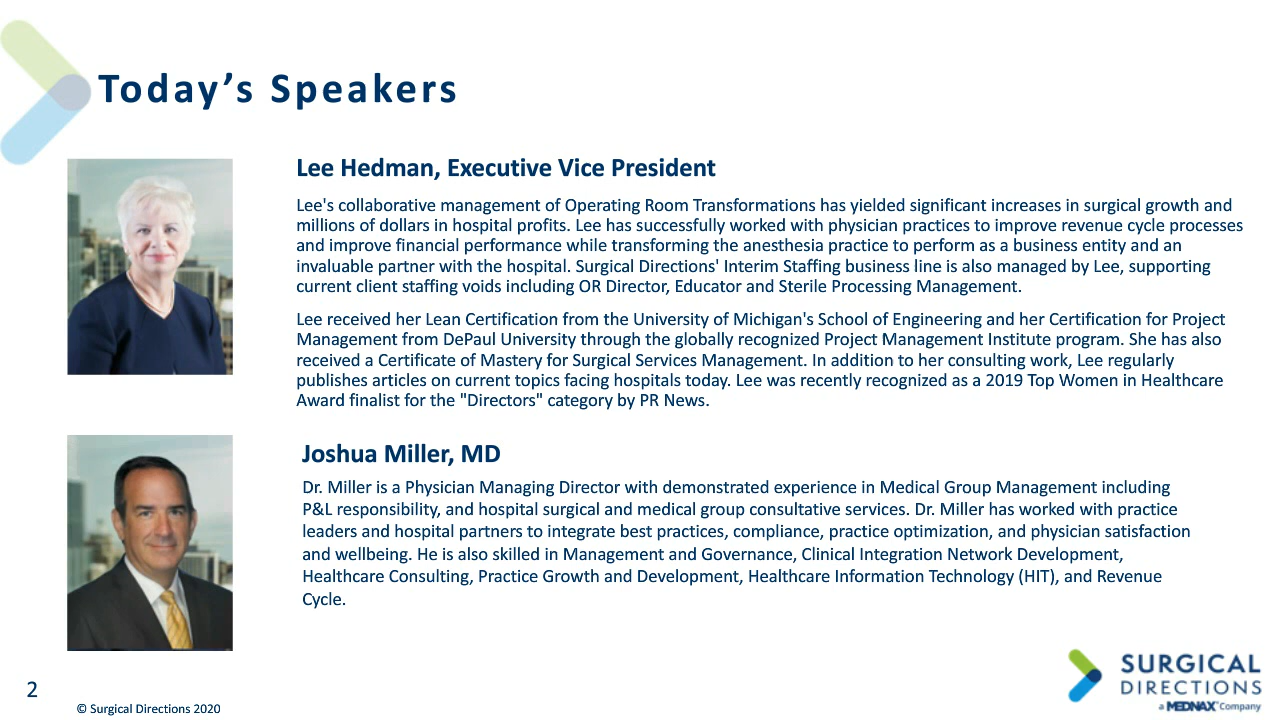 Today’s Speakers
Lee Hedman, Executive Vice President
Lee's collaborative management of Operating Room Transformations has yielded significant increases in surgical growth and
millions of dollars in hospital profits. Lee has successfully worked with physician practices to improve revenue cycle processes
and improve financial performance while transforming the anesthesia practice to perform as a business entity and an
invaluable partner with the hospital. Surgical Directions' Interim Staffing business line is also managed by Lee, supporting
current client staffing voids including OR Director, Educator and Sterile Processing Management.
Lee received her Lean Certification from the University of Michigan's School of Engineering and her Certification for Project
Management from DePaul University through the globally recognized Project Management Institute program. She has also
received a Certificate of Mastery for Surgical Services Management. In addition to her consulting work, Lee regularly
publishes articles on current topics facing hospitals today. Lee was recently recognized as a 2019 Top Women in Healthcare
Award finalist for the "Directors" category by PR News.
Joshua Miller, MD
Dr. Miller is a Physician Managing Director with demonstrated experience in Medical Group Management including
P&L responsibility, and hospital surgical and medical group consultative services. Dr. Miller has worked with practice
leaders and hospital partners to integrate best practices, compliance, practice optimization, and physician satisfaction
and wellbeing. He is also skilled in Management and Governance, Clinical Integration Network Development,
Healthcare Consulting, Practice Growth and Development, Healthcare Information Technology (HIT), and Revenue
Cycle.
2
© Surgical Directions 2020
SURGICAL
DIRECTIONS
a MEDNAX™ Company